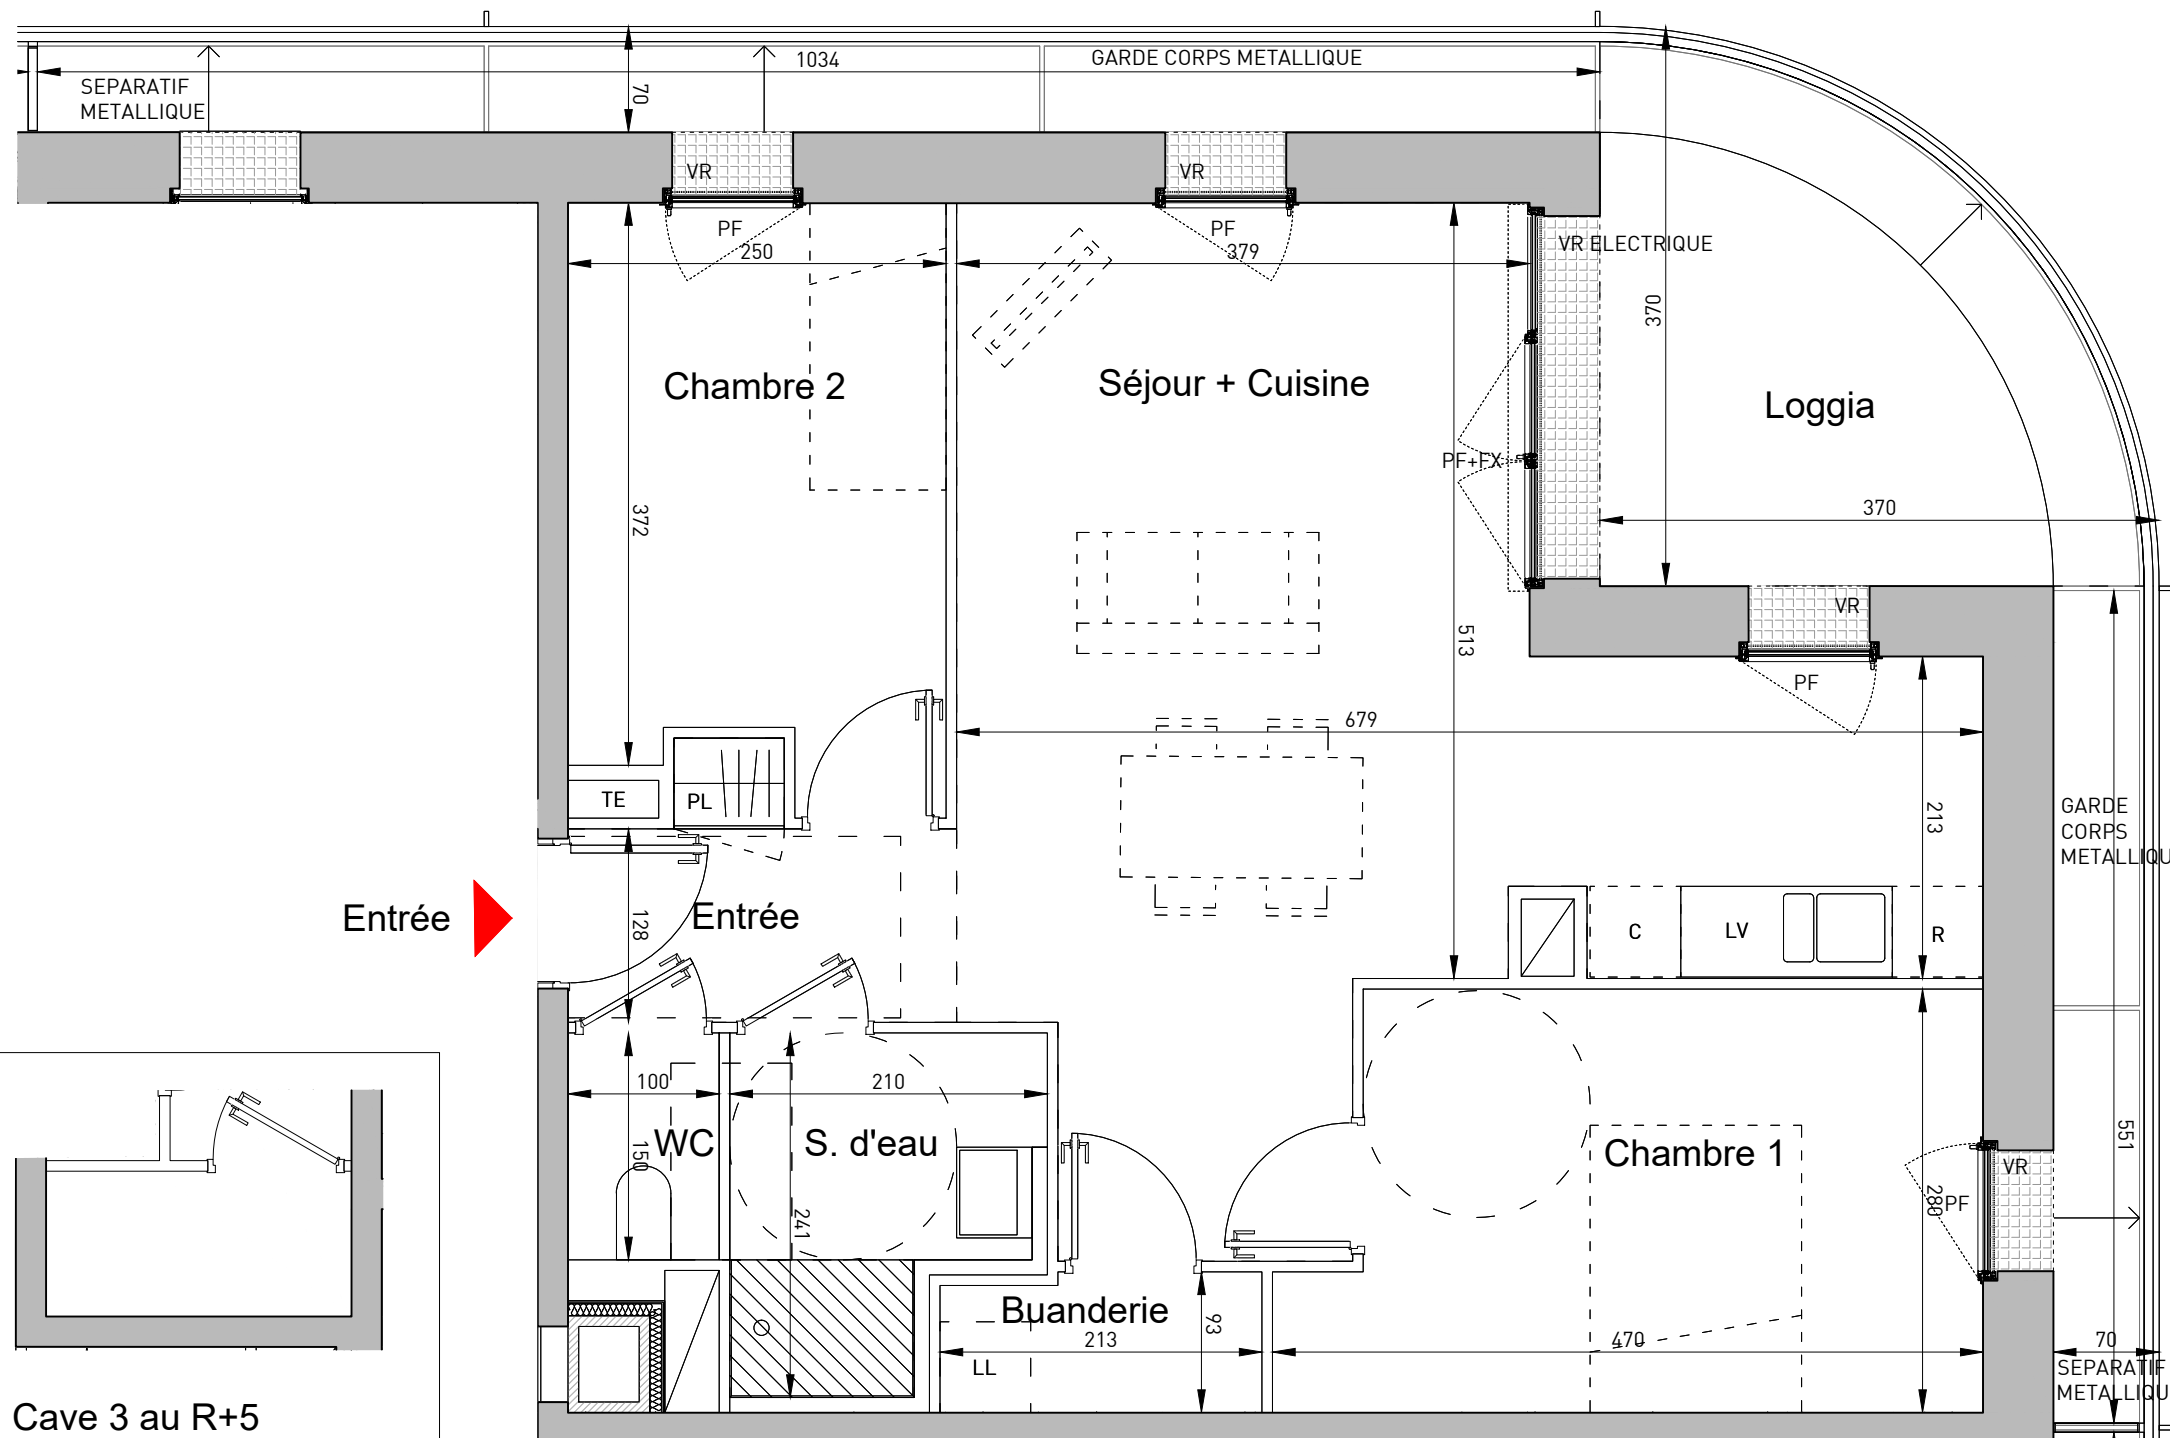 1034
GARDE CORPS METALLIQUE
SEPARATIF
METALLIQUE
70
VR
VR
PF
250
PF
379
VR ELECTRIQUE
370
Chambre 2
Séjour + Cuisine
Loggia
PF+FX
370
372
513
VR
PF
679
TE
PL
213
GARDE
CORPS
METALLIQU
Entrée
128
Entrée
C
LV
R
100
210
WC
150
S. d'eau
241
Chambre 1
280
PF
VR
551
Buanderie
213
93
LL
470
70
SEPARATIF
METALLIQU
Cave 3 au R+5